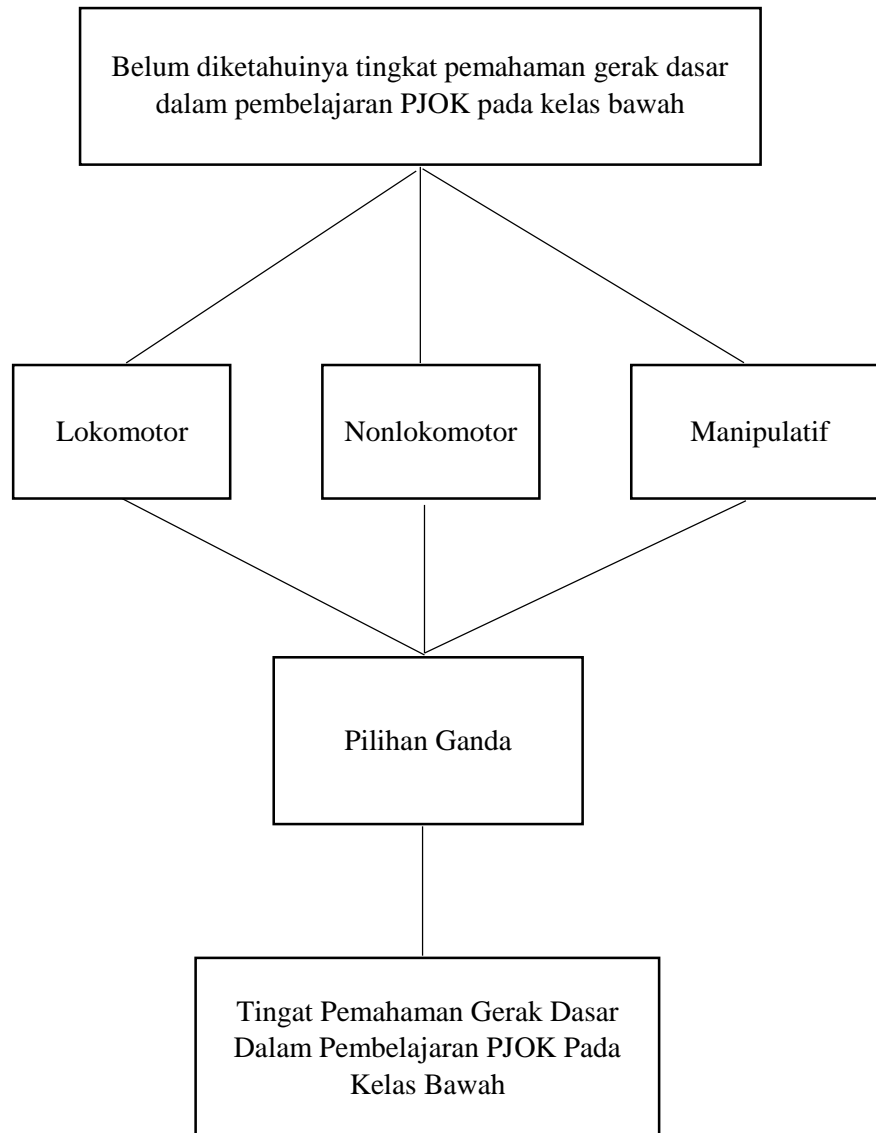 Belum diketahuinya tingkat pemahaman gerak dasar
dalam pembelajaran PJOK pada kelas bawah
Lokomotor
Nonlokomotor
Manipulatif
Pilihan Ganda
Tingat Pemahaman Gerak Dasar
Dalam Pembelajaran PJOK Pada
Kelas Bawah